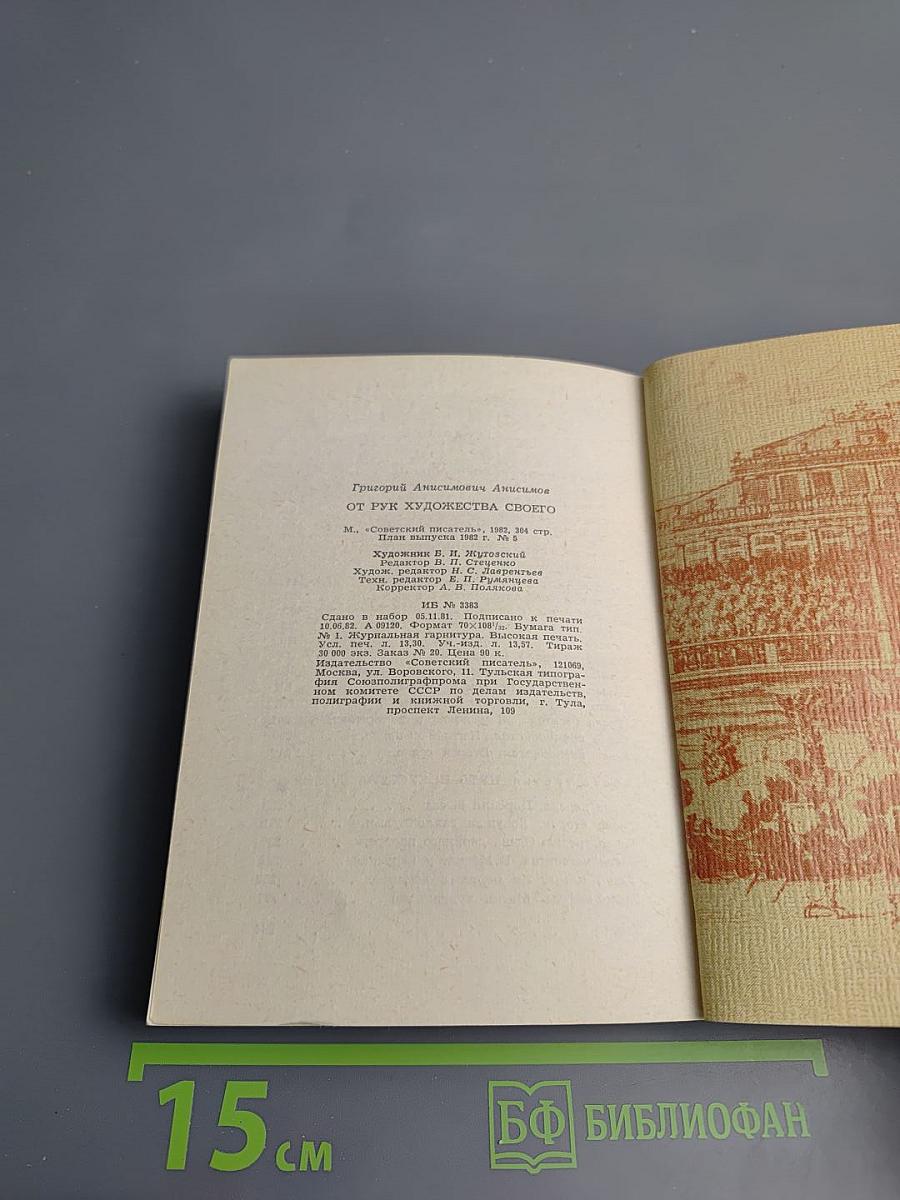 Григорий Анисимович Анисимов
ОТ РУК ХУДОЖЕСТВА СВОЕГО
М., «Советский писатель», 1982, 304 стр.
План выпуска 1982 г. № 5
Художник Б. И. Жутовский
Редактор В. П. Стеценко
Худож. редактор Н. С. Лаврентьев
Техн. редактор Е. П. Румянцева
Корректор А. В. Полякова
ИБ № 3383
Сдано в набор 05.11.81. Подписано к печати
10.06.82. А 09120. Формат 70×108¹/₃₂. Бумага тип.
№ 1. Журнальная гарнитура. Высокая печать.
Усл. печ. л. 13,30. Уч.-изд. л. 13,57. Тираж
30 000 экз. Заказ № 20. Цена 90 к.
Издательство «Советский писатель», 121069,
Москва, ул. Воровского, 11. Тульская типогра-
фия Союзполиграфпрома при Государствен-
ном комитете СССР по делам издательств,
полиграфии и книжной торговли, г. Тула,
проспект Ленина, 109
15 см
БФ БИБЛИОФАН